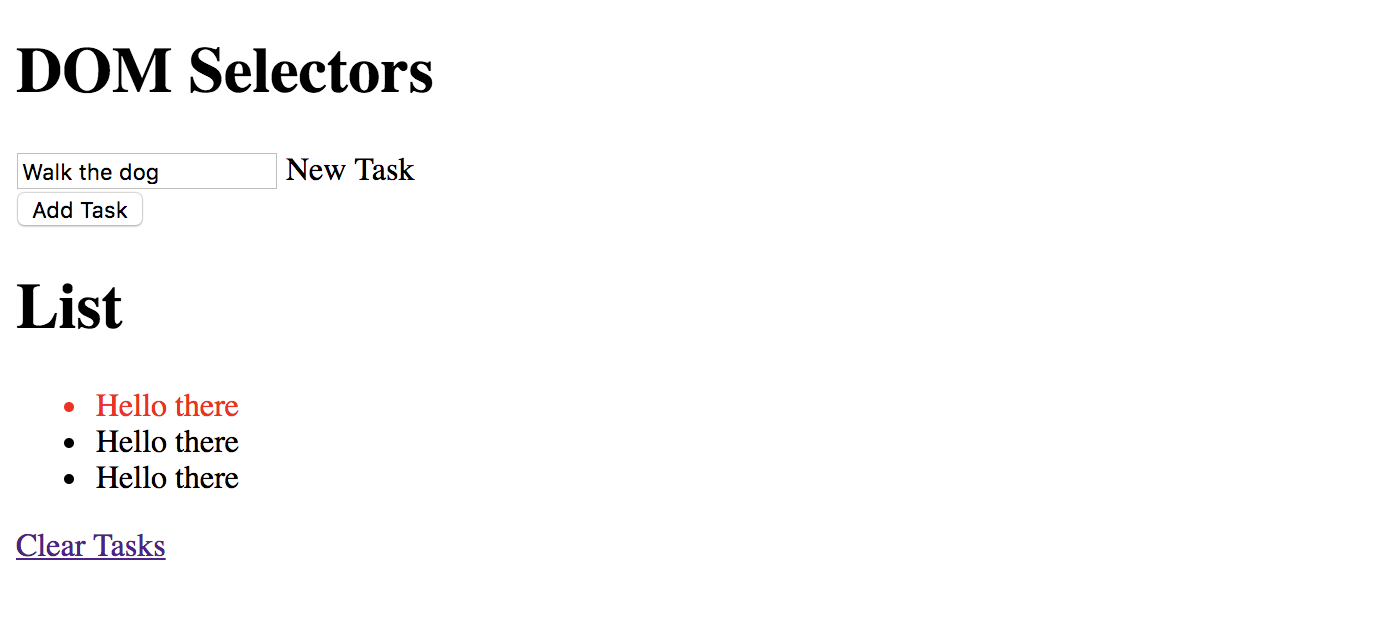 DOM Selectors
Walk the dog New Task
Add Task
List
Hello there
Hello there
Hello there
Clear Tasks